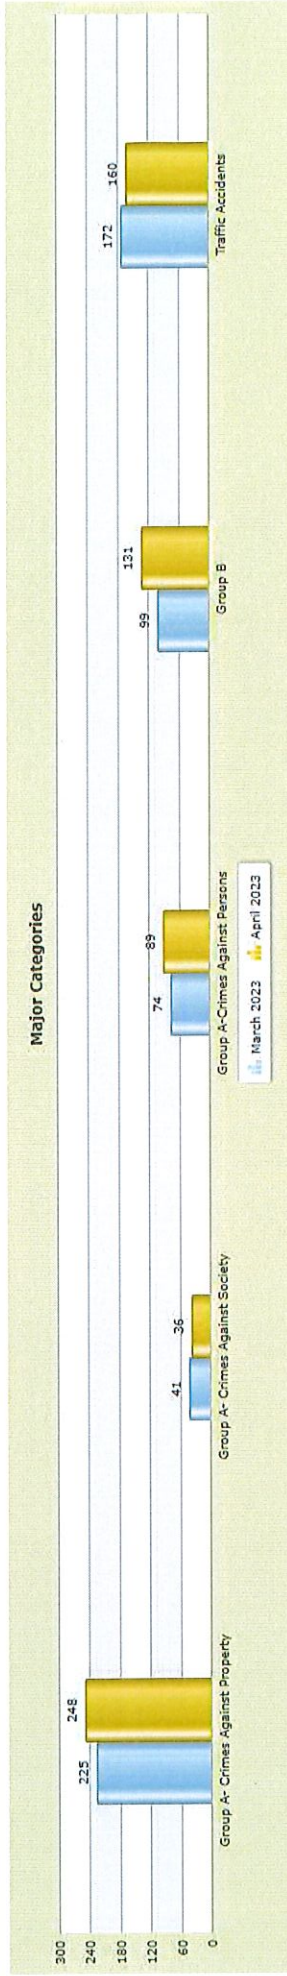 Major Categories
300
240
180
120
60
0
225
248
41
36
74
89
99
131
172
160
Group A- Crimes Against Property
Group A- Crimes Against Society
Group A-Crimes Against Persons
Group B
Traffic Accidents
March 2023 April 2023